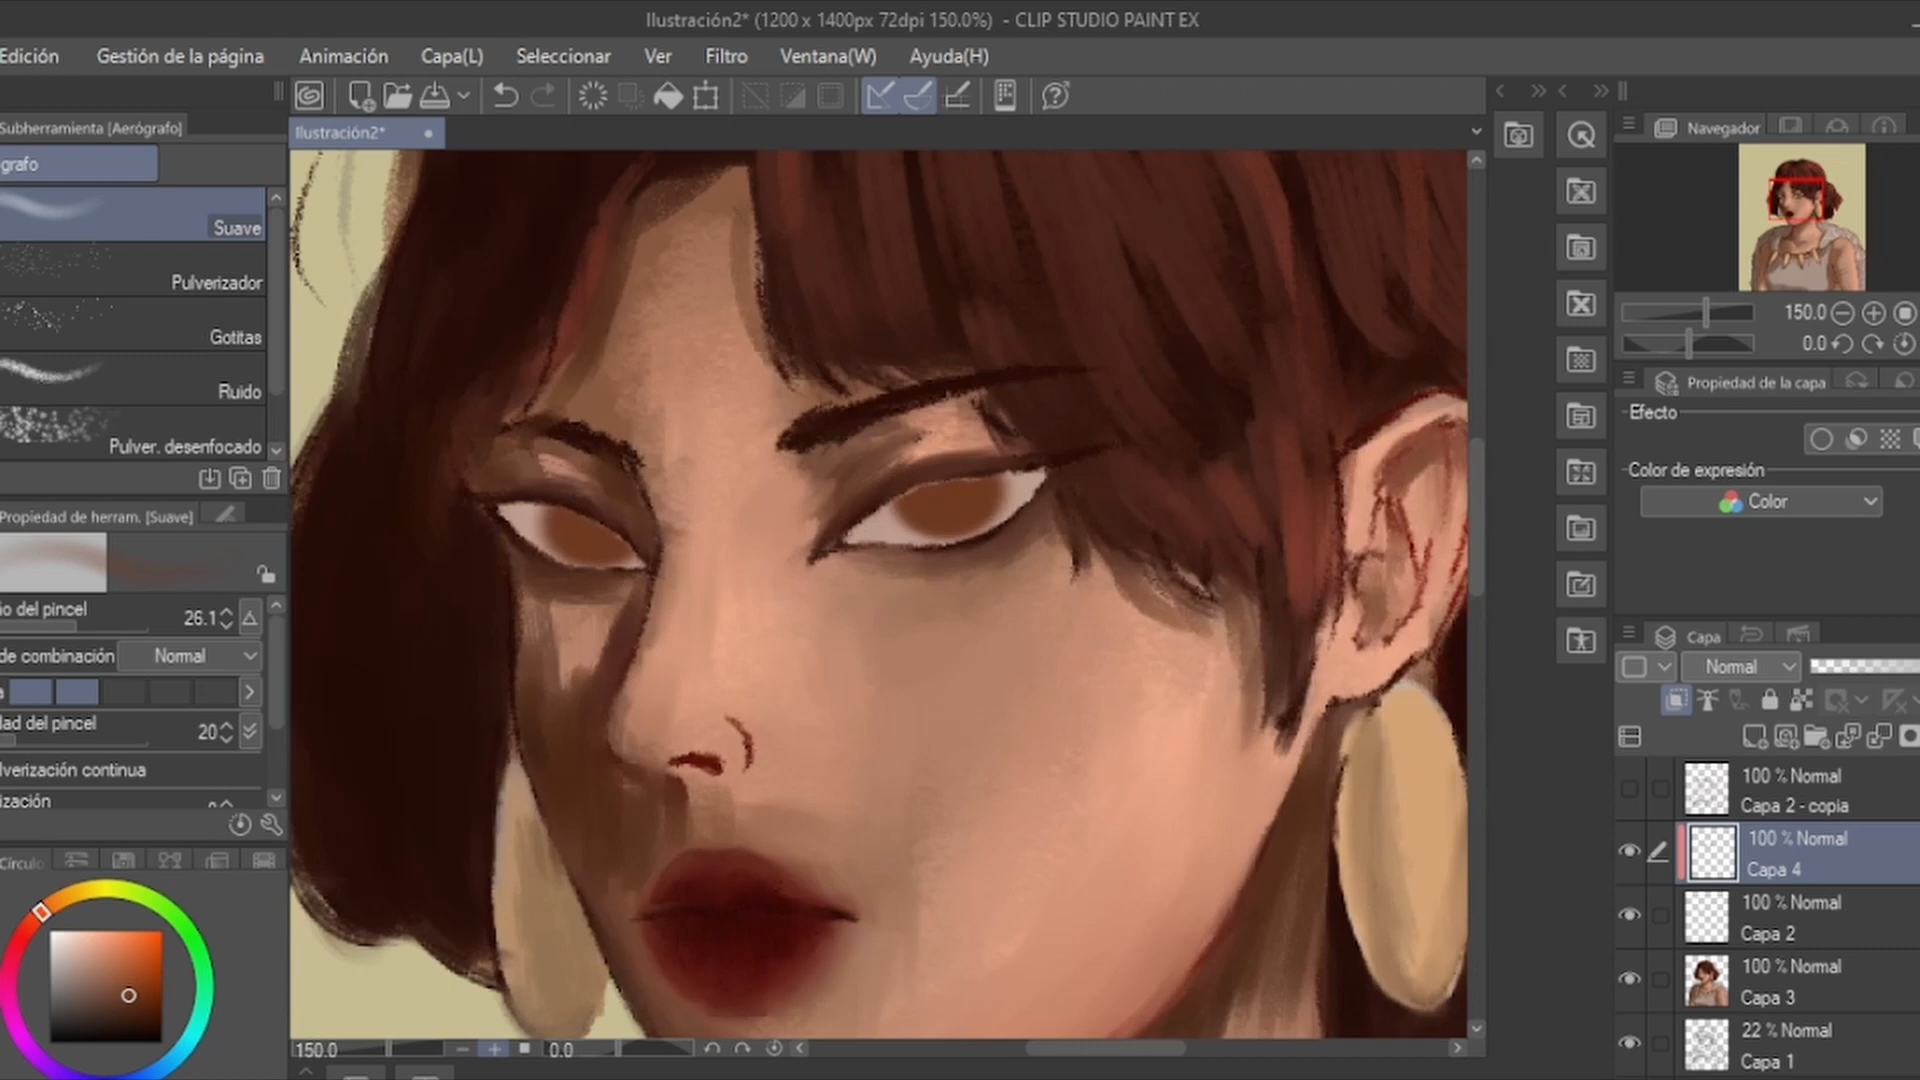 Ilustración2* (1200 x 1400px 72dpi 150.0%) - CLIP STUDIO PAINT EX
Edición Gestión de la página Animación Capa(L) Seleccionar Ver Filtro Ventana(W) Ayuda(H)
Subherramienta [Aerógrafo]
grafo
Suave
Pulverizador
Gotitas
Ruido
Pulver. desenfocado
Propiedad de herram. [Suave]
ño del pincel 26.1
de combinación Normal
a
dad del pincel 20
lverización continua
ización
Círculo
Ilustración2*
150.0 0.0
Navegador
150.0
0.0
Propiedad de la capa
Efecto
Color de expresión
Color
Capa
Normal
100 % Normal
Capa 2 - copia
100 % Normal
Capa 4
100 % Normal
Capa 2
100 % Normal
Capa 3
22 % Normal
Capa 1